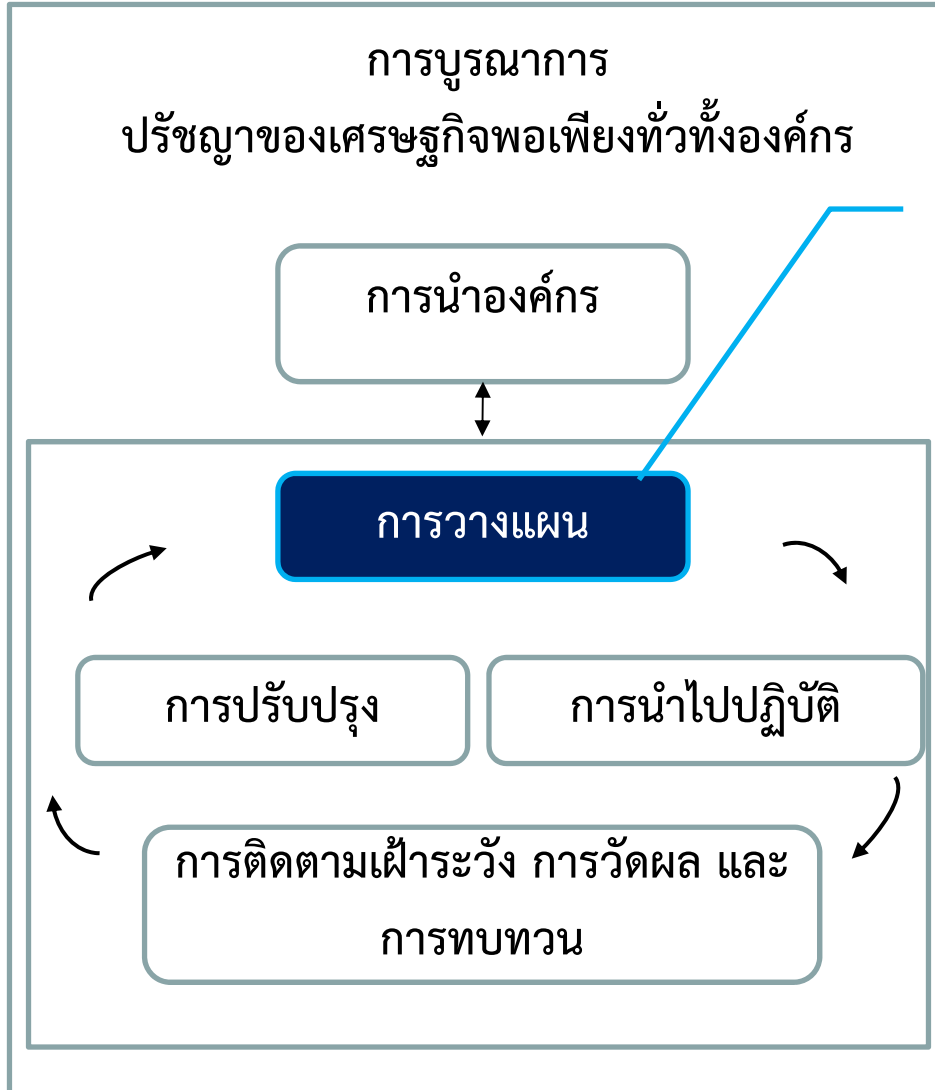 การบูรณาการ
ปรัชญาของเศรษฐกิจพอเพียงทั่วทั้งองค์กร
การนำองค์กร
การวางแผน
การปรับปรุง
การนำไปปฏิบัติ
การติดตามเฝ้าระวัง การวัดผล และ
การทบทวน